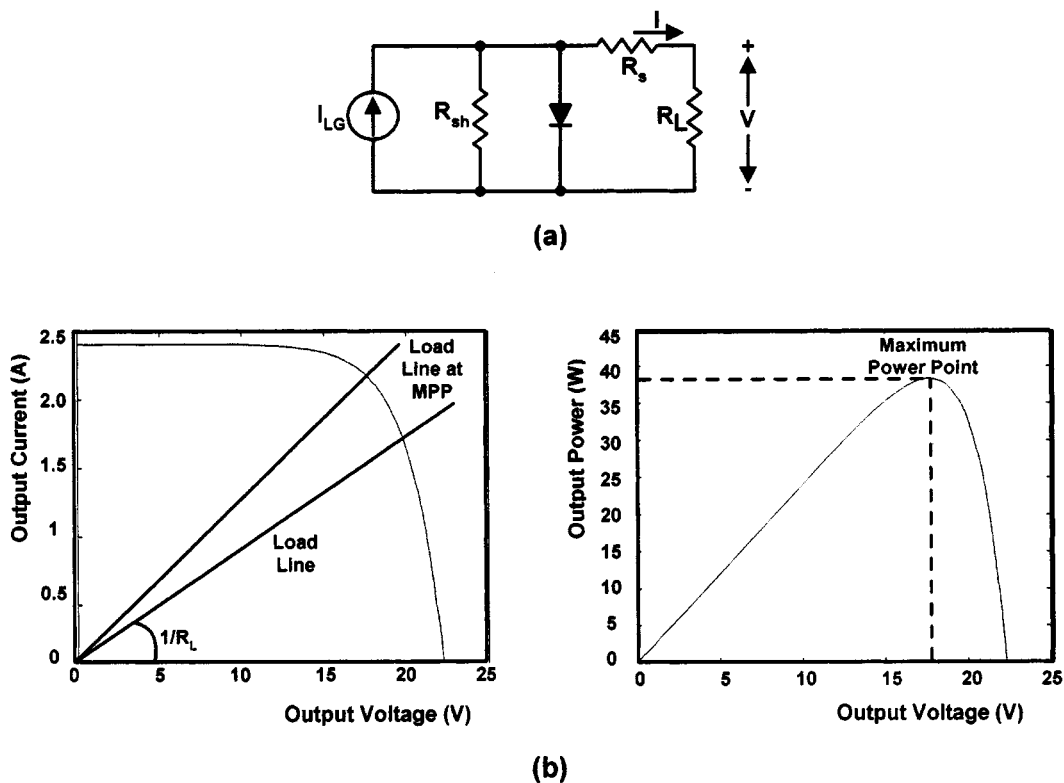 I
R_s
I_LG
R_sh
R_L
+
V
-
(a)
Output Current (A)
2.5
2.0
1
0.5
0
Load
Line at
MPP
Load
Line
1/R_L
0
5
10
15
20
25
Output Voltage (V)
Output Power (W)
45
40
35
30
25
20
15
10
5
0
Maximum
Power Point
0
5
10
15
20
25
Output Voltage (V)
(b)